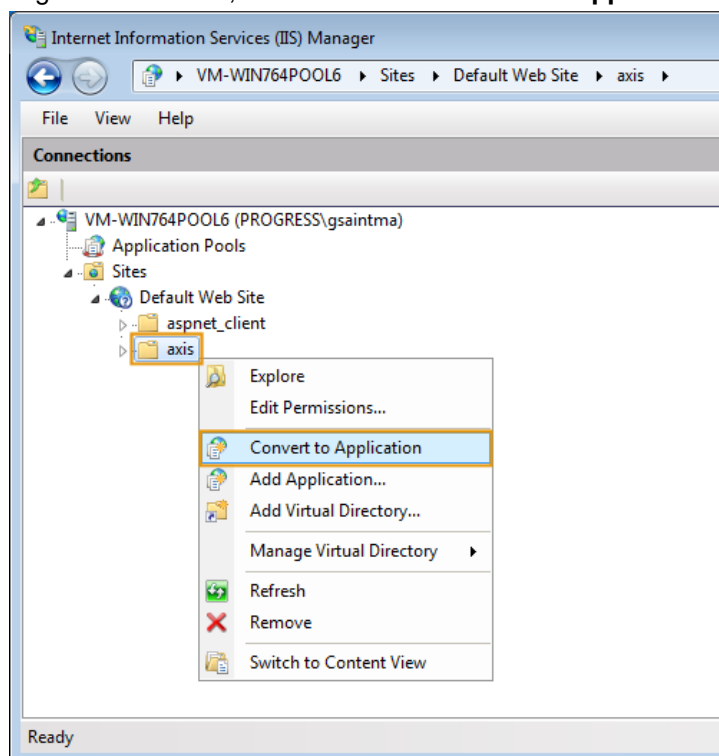 Internet Information Services (IIS) Manager
VM-WIN764POOL6 ▸ Sites ▸ Default Web Site ▸ axis ▸
File View Help
Connections
VM-WIN764POOL6 (PROGRESS\gsaintma)
Application Pools
Sites
Default Web Site
aspnet_client
axis
Explore
Edit Permissions...
Convert to Application
Add Application...
Add Virtual Directory...
Manage Virtual Directory
Refresh
Remove
Switch to Content View
Ready